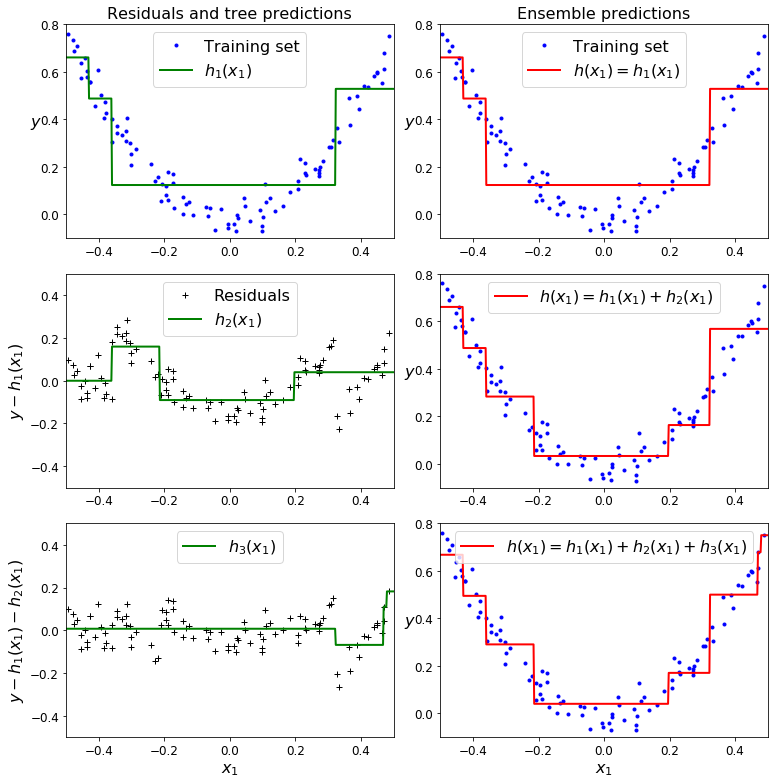 Residuals and tree predictions
Ensemble predictions
0.8
0.6
0.4
0.2
0.0
y
Training set
h₁(x₁)
−0.4 −0.2 0.0 0.2 0.4
0.8
0.6
0.4
0.2
0.0
y
Training set
h(x₁) = h₁(x₁)
−0.4 −0.2 0.0 0.2 0.4
0.4
0.2
0.0
−0.2
−0.4
y − h₁(x₁)
Residuals
h₂(x₁)
−0.4 −0.2 0.0 0.2 0.4
0.8
0.6
0.4
0.2
0.0
y
h(x₁) = h₁(x₁) + h₂(x₁)
−0.4 −0.2 0.0 0.2 0.4
0.4
0.2
0.0
−0.2
−0.4
y − h₁(x₁) − h₂(x₁)
h₃(x₁)
−0.4 −0.2 0.0 0.2 0.4
x₁
0.8
0.6
0.4
0.2
0.0
y
h(x₁) = h₁(x₁) + h₂(x₁) + h₃(x₁)
−0.4 −0.2 0.0 0.2 0.4
x₁